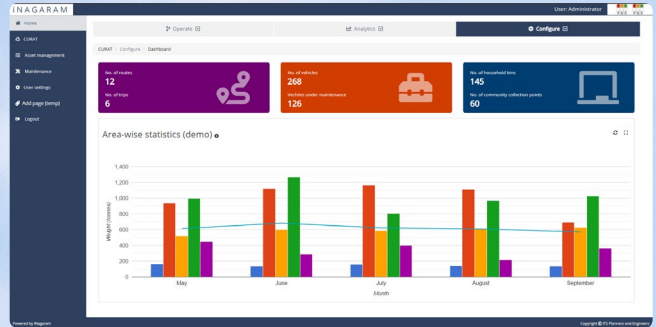 iNAGARAM
User: Administrator
Home
CURAT
Asset management
Maintenance
User settings
Add page (temp)
Logout
Operate
Analytics
Configure
CURAT / Configure / Dashboard
No. of routes
12
No. of trips
6
No. of vehicles
268
Vechiles under maintenance
126
No. of household bins
145
No. of community collection points
60
Area-wise statistics (demo)
1,400
1,200
1,000
800
600
400
200
0
Weight (tonnes)
May
June
July
August
September
Month
Powered by iNagaram
Copyright © ITS Planners and Engineers